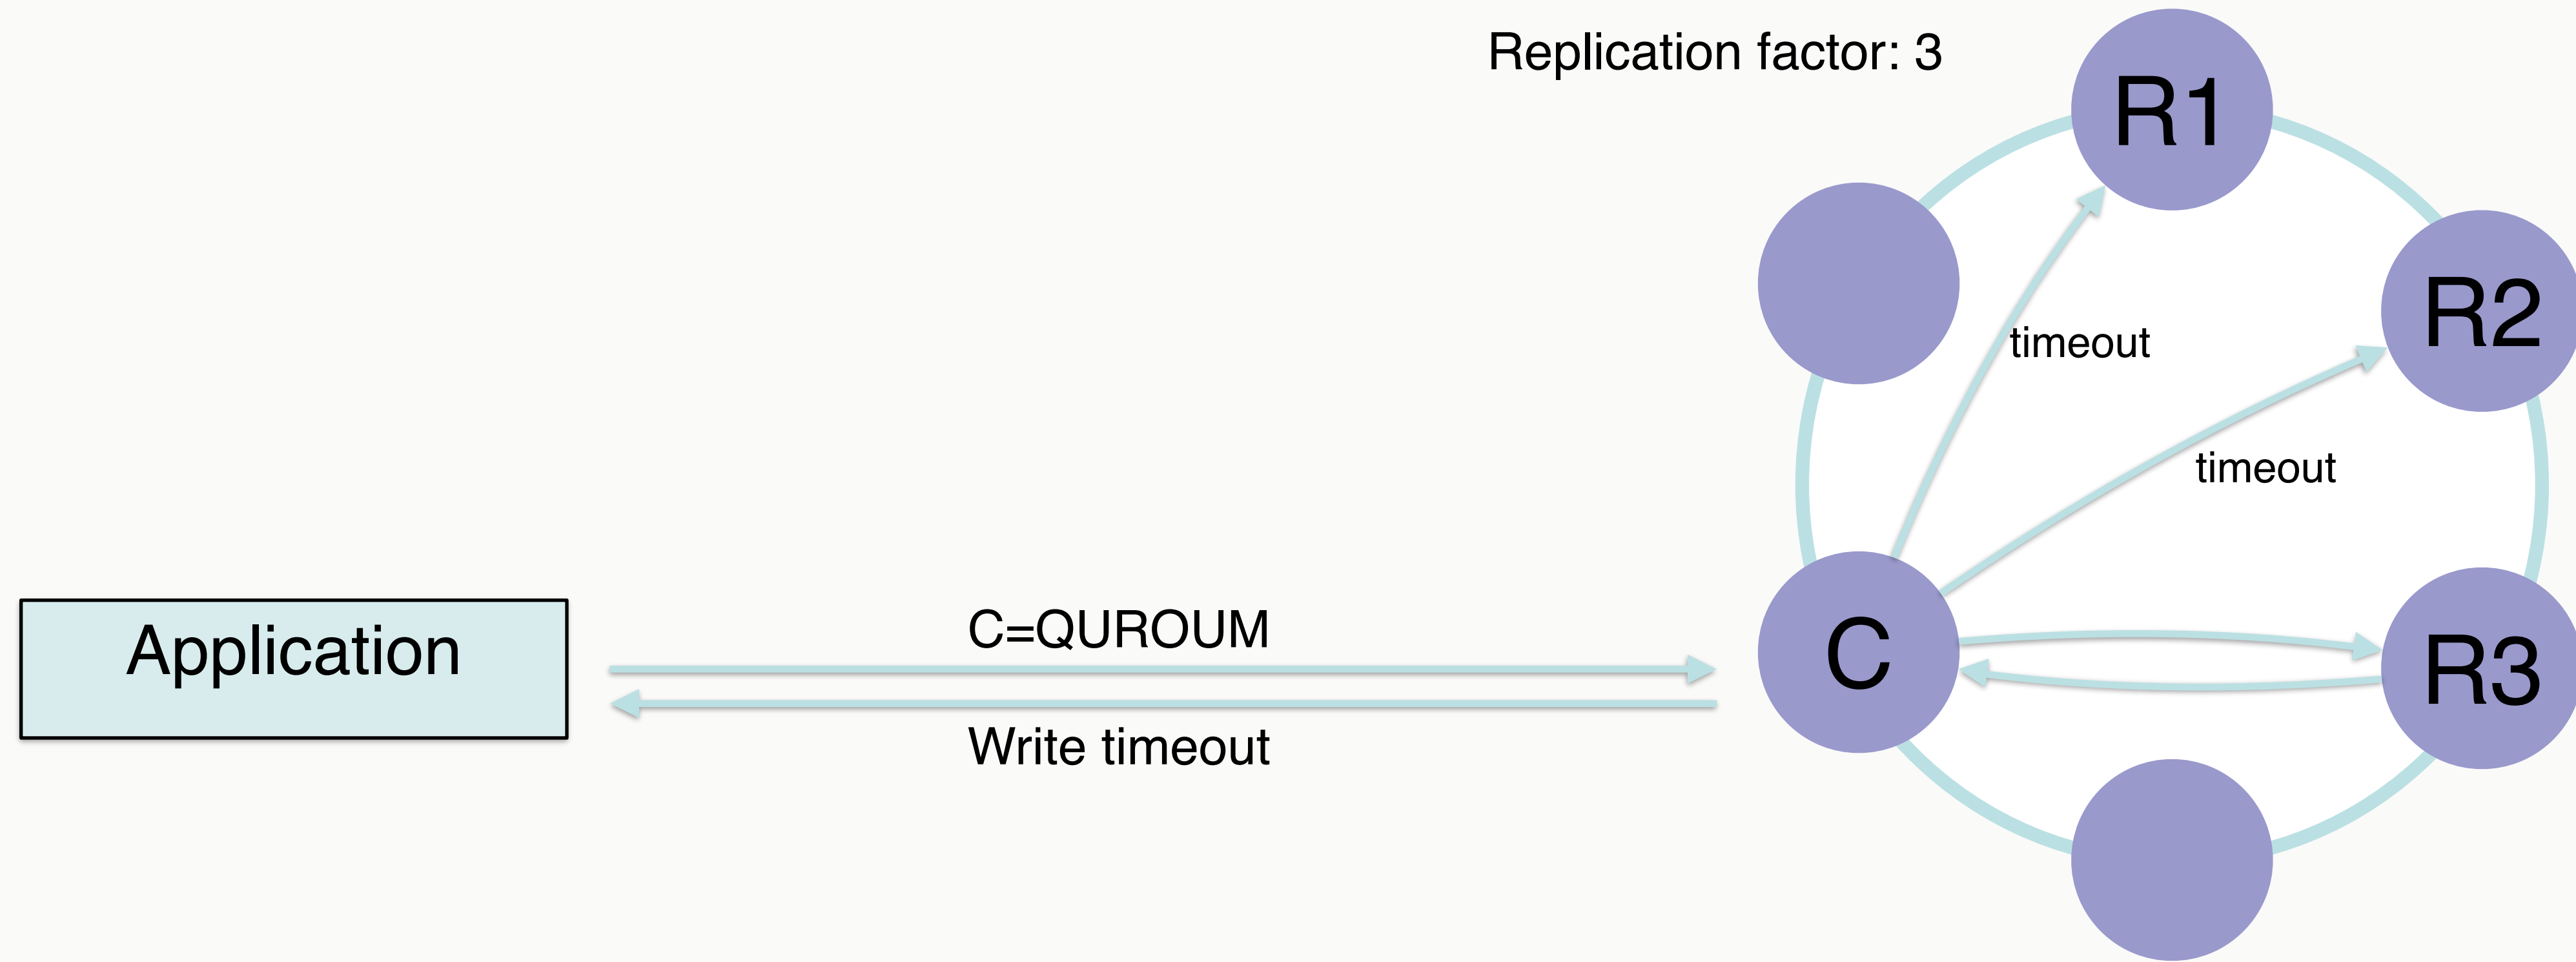 Replication factor: 3
R1
R2
timeout
timeout
Application
C=QUROUM
Write timeout
C
R3